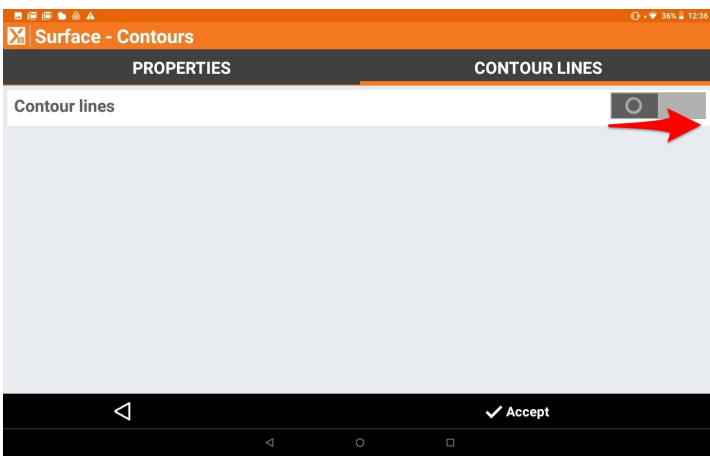 36% 12:36
Surface - Contours
PROPERTIES
CONTOUR LINES
Contour lines
Accept